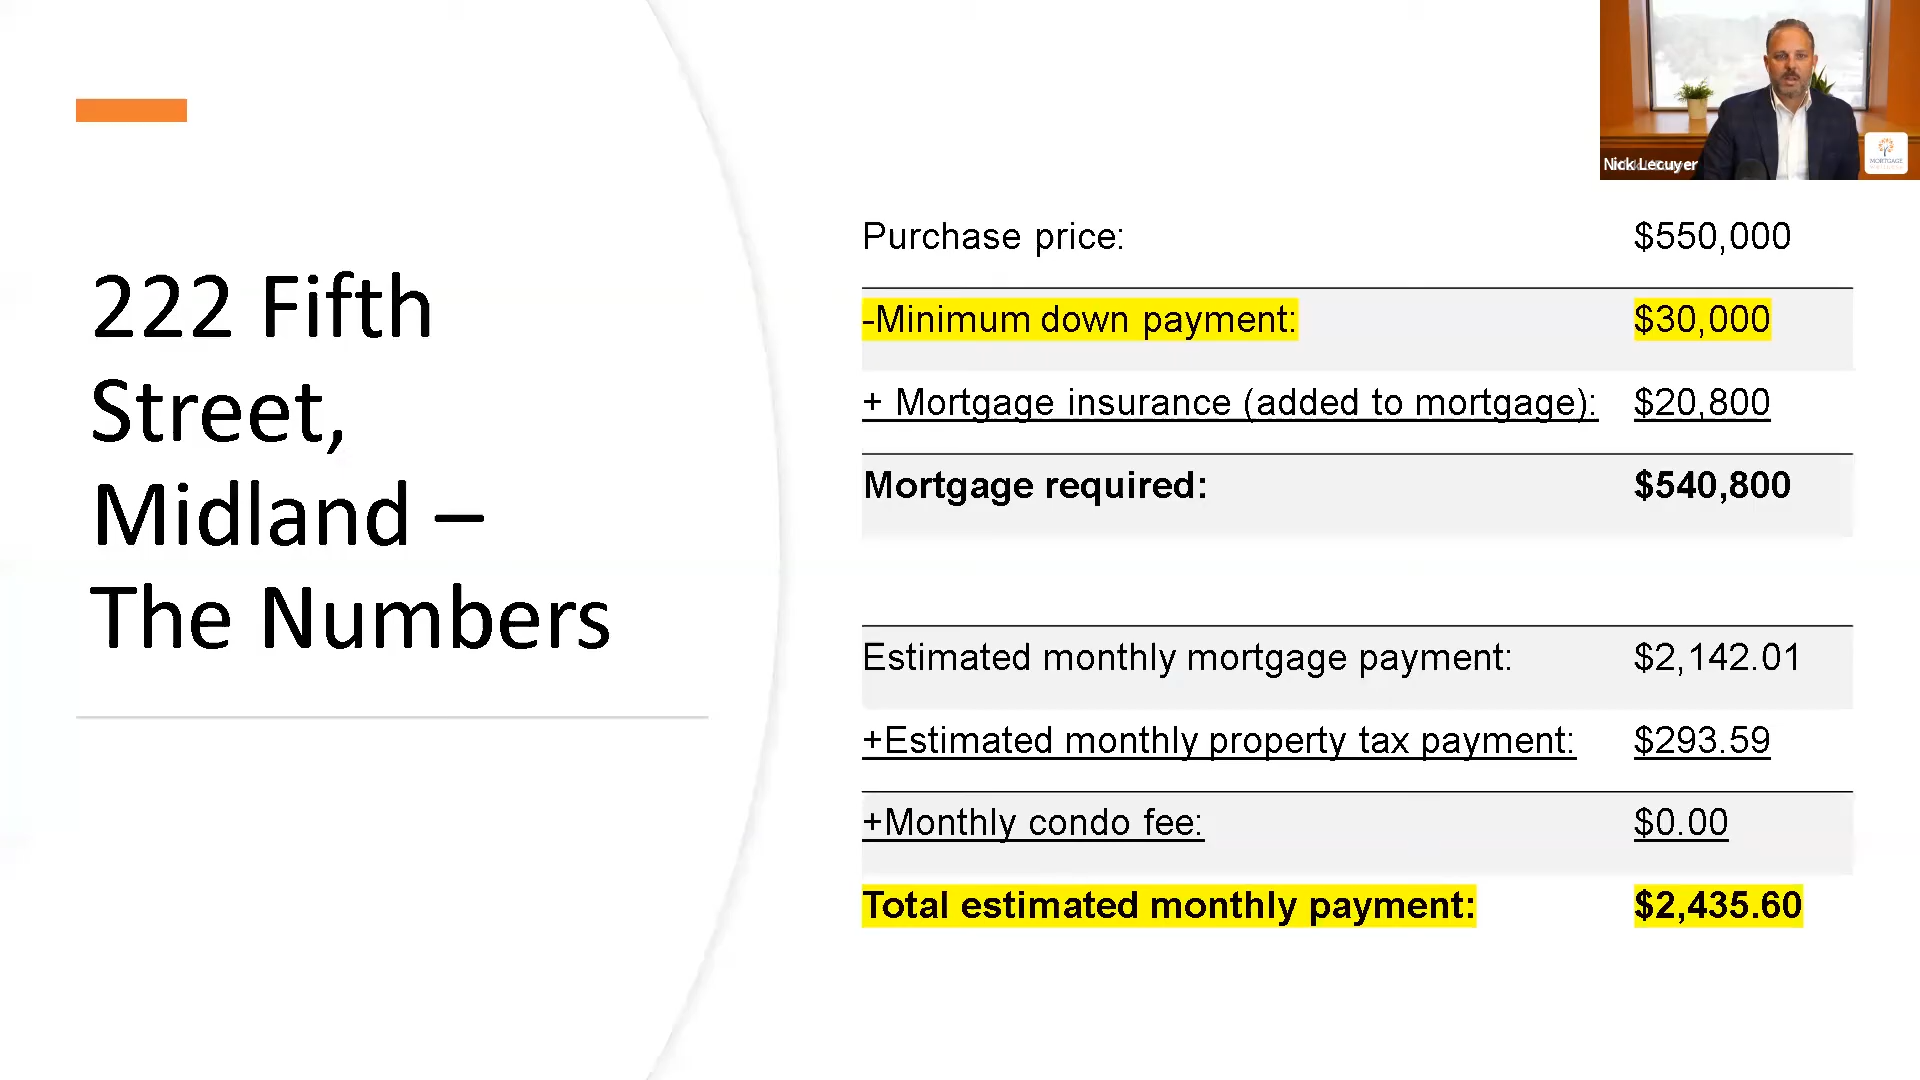 222 Fifth
Street,
Midland –
The Numbers
Nick Lecuyer
MORTGAGE
Purchase price: $550,000
-Minimum down payment: $30,000
+ Mortgage insurance (added to mortgage): $20,800
Mortgage required: $540,800
Estimated monthly mortgage payment: $2,142.01
+Estimated monthly property tax payment: $293.59
+Monthly condo fee: $0.00
Total estimated monthly payment: $2,435.60